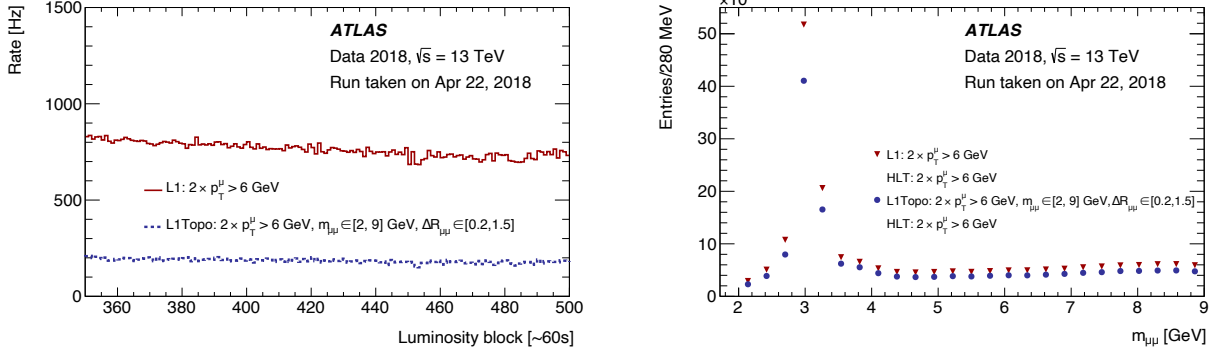 Rate [Hz]
1500
1000
500
0
ATLAS
Data 2018, √s = 13 TeV
Run taken on Apr 22, 2018
L1: 2 × p_T^μ > 6 GeV
L1Topo: 2 × p_T^μ > 6 GeV, m_μμ ∈ [2, 9] GeV, ΔR_μμ ∈ [0.2, 1.5]
360 380 400 420 440 460 480 500
Luminosity block [~60s]
Entries/280 MeV
50
40
30
20
10
0
ATLAS
Data 2018, √s = 13 TeV
Run taken on Apr 22, 2018
L1: 2 × p_T^μ > 6 GeV
HLT: 2 × p_T^μ > 6 GeV
L1Topo: 2 × p_T^μ > 6 GeV, m_μμ ∈ [2, 9] GeV, ΔR_μμ ∈ [0.2, 1.5]
HLT: 2 × p_T^μ > 6 GeV
2 3 4 5 6 7 8 9
m_μμ [GeV]